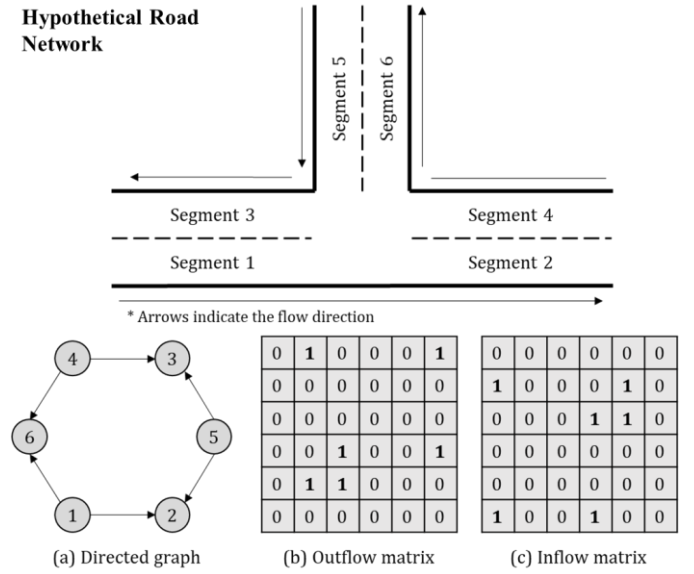 Hypothetical Road
Network
Segment 5
Segment 6
Segment 3
Segment 4
Segment 1
Segment 2
* Arrows indicate the flow direction
4
3
6
5
1
2
0 1 0 0 0 1
0 0 0 0 0 0
0 0 0 0 0 0
0 0 1 0 0 1
0 1 1 0 0 0
0 0 0 0 0 0
0 0 0 0 0 0
1 0 0 0 1 0
0 0 0 1 1 0
0 0 0 0 0 0
0 0 0 0 0 0
1 0 0 1 0 0
(a) Directed graph
(b) Outflow matrix
(c) Inflow matrix